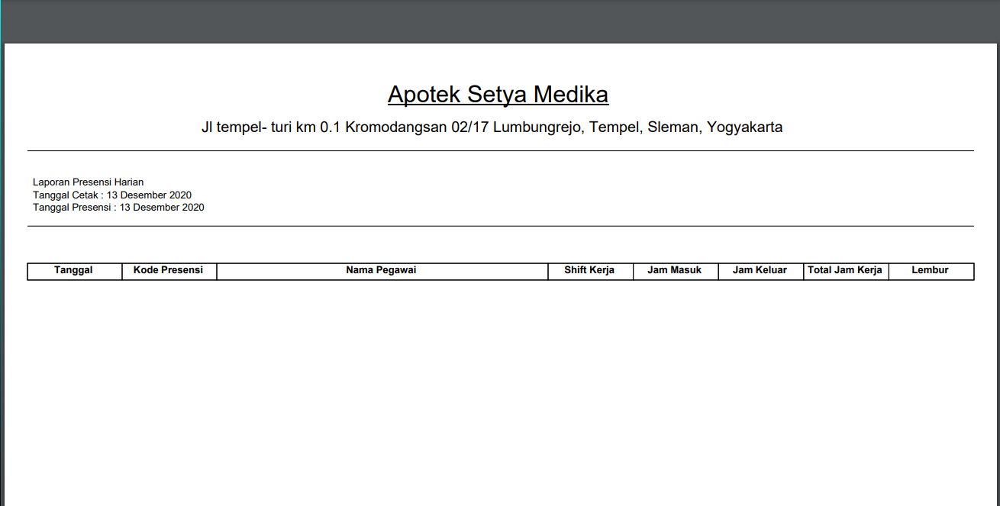 Apotek Setya Medika
Jl tempel- turi km 0.1 Kromodangsan 02/17 Lumbungrejo, Tempel, Sleman, Yogyakarta
Laporan Presensi Harian
Tanggal Cetak : 13 Desember 2020
Tanggal Presensi : 13 Desember 2020
Tanggal Kode Presensi Nama Pegawai Shift Kerja Jam Masuk Jam Keluar Total Jam Kerja Lembur